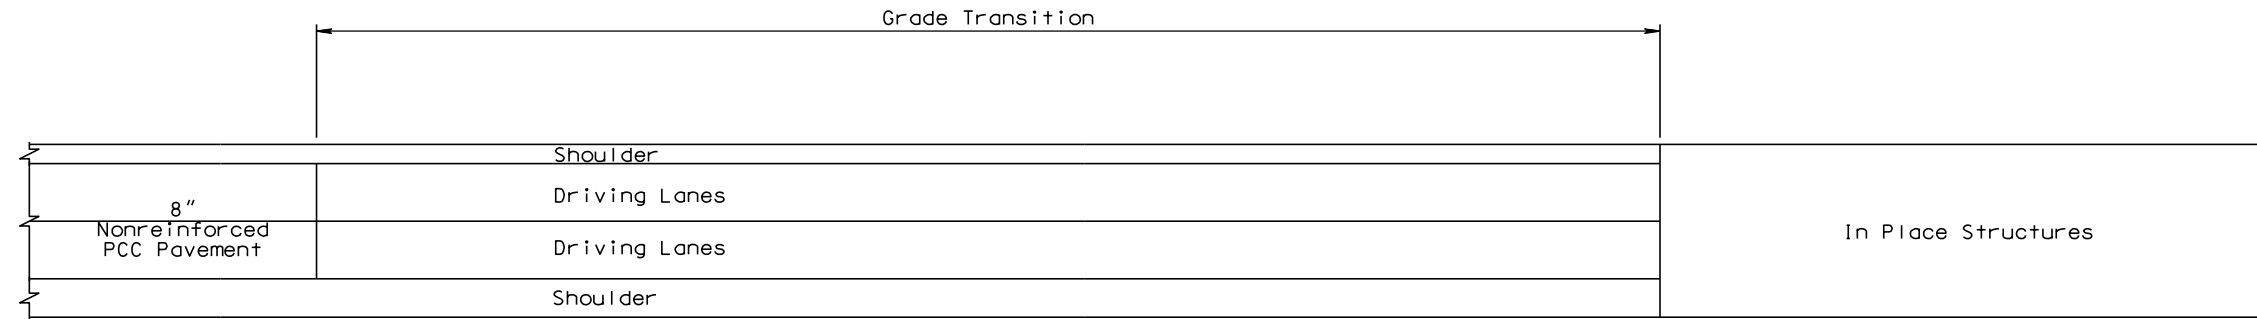 Grade Transition
Shoulder
Driving Lanes
8"
Nonreinforced
PCC Pavement
Driving Lanes
In Place Structures
Shoulder